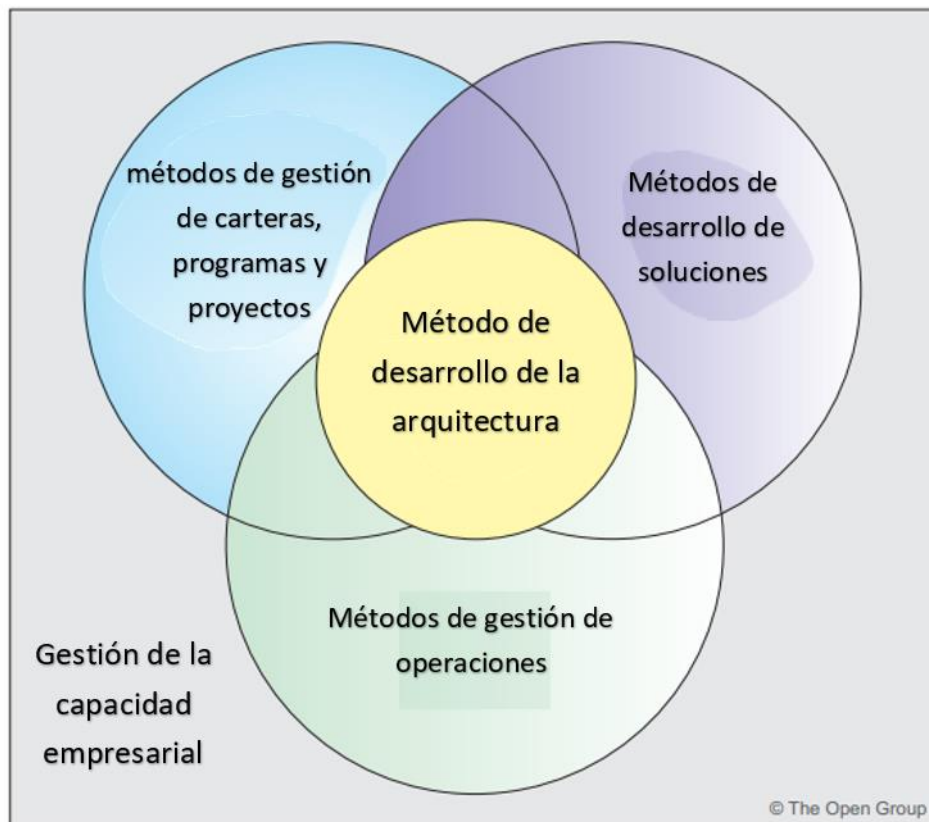 métodos de gestión
de carteras,
programas y
proyectos
Métodos de
desarrollo de
soluciones
Método de
desarrollo de la
arquitectura
Métodos de gestión de
operaciones
Gestión de la
capacidad
empresarial
© The Open Group